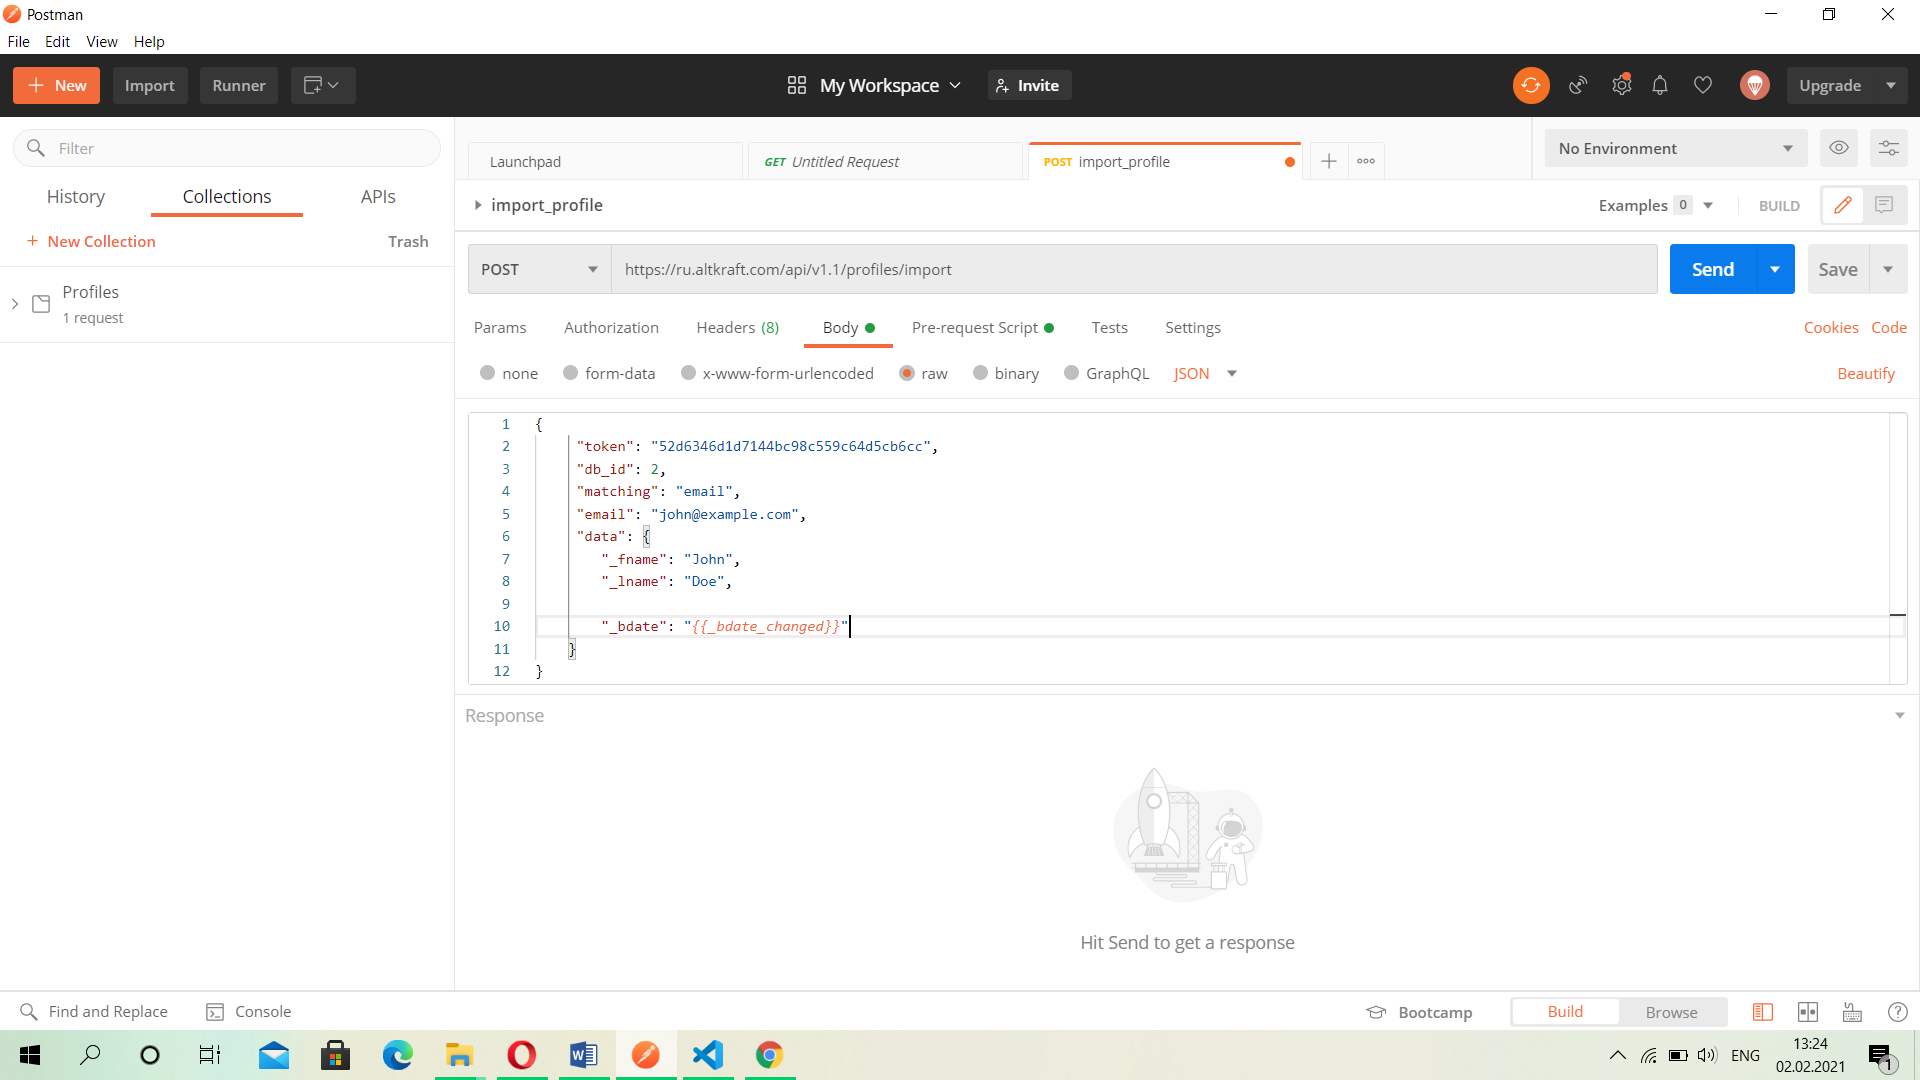 Postman
File Edit View Help
New Import Runner My Workspace Invite Upgrade
Filter
History Collections APIs
+ New Collection Trash
Profiles
1 request
Launchpad GET Untitled Request POST import_profile No Environment
import_profile Examples 0 BUILD
POST https://ru.altkraft.com/api/v1.1/profiles/import Send Save
Params Authorization Headers (8) Body Pre-request Script Tests Settings Cookies Code
none form-data x-www-form-urlencoded raw binary GraphQL JSON Beautify
1 {
2 "token": "52d6346d1d7144bc98c559c64d5cb6cc",
3 "db_id": 2,
4 "matching": "email",
5 "email": "john@example.com",
6 "data": {
7 "_fname": "John",
8 "_lname": "Doe",
9
10 "_bdate": "{{_bdate_changed}}"
11 }
12 }
Response
Hit Send to get a response
Find and Replace Console Bootcamp Build Browse
ENG 13:24
02.02.2021
1